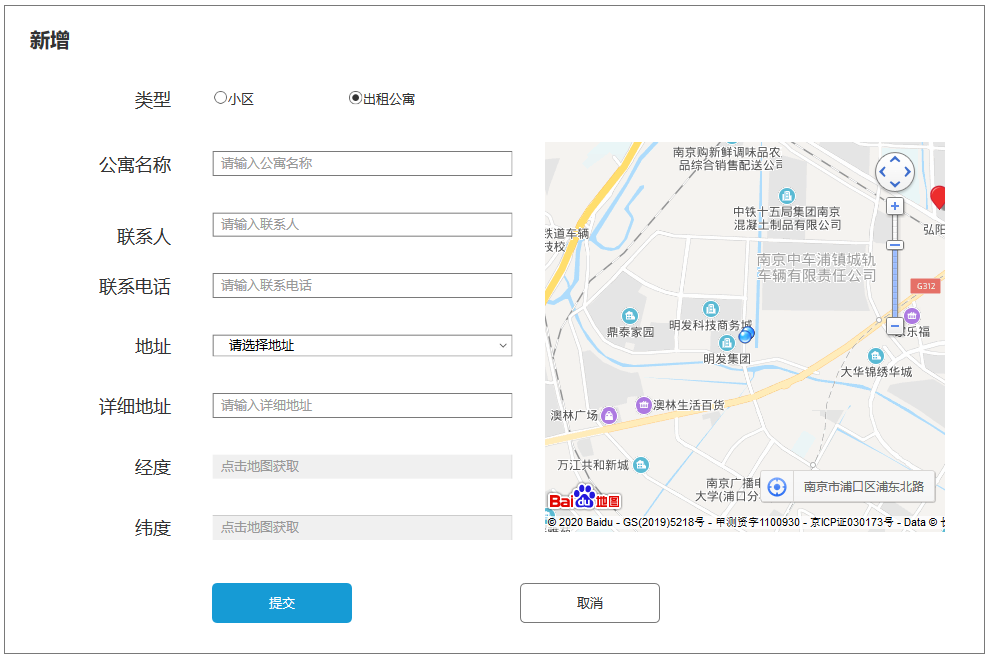 新增
类型
小区
出租公寓
公寓名称
请输入公寓名称
联系人
请输入联系人
联系电话
请输入联系电话
地址
请选择地址
详细地址
请输入详细地址
经度
点击地图获取
纬度
点击地图获取
提交
取消
南京购新鲜调味品农
品综合销售配送公司
中铁十五局集团南京
混凝土制品有限公司
铁道车辆
技校
弘阳
南京中车浦镇城轨
车辆有限责任公司
G312
鼎泰家园
明发科技商务城
家乐福
明发集团
大华锦绣华城
澳林广场
澳林生活百货
万江共和新城
南京广播电
大学(浦口分
南京市浦口区浦东北路
Bai du 地图
© 2020 Baidu - GS(2019)5218号 - 甲测资字1100930 - 京ICP证030173号 - Data ©